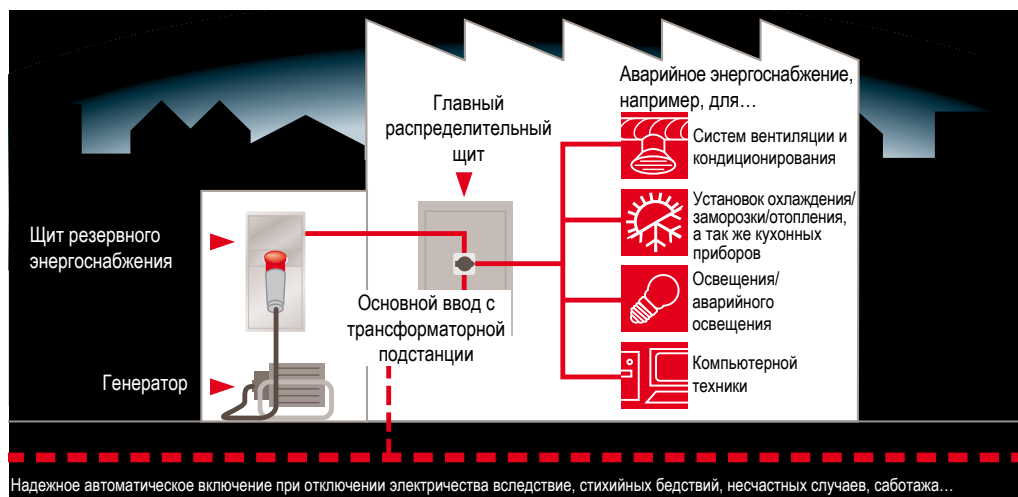 Аварийное энергоснабжение,
например, для…
Главный
распределительный
щит
Систем вентиляции и
кондиционирования
Установок охлаждения/
заморозки/отопления,
а так же кухонных
приборов
Щит резервного
энергоснабжения
Освещения/
аварийного
освещения
Основной ввод с
трансформаторной
подстанции
Компьютерной
техники
Генератор
Надежное автоматическое включение при отключении электричества вследствие, стихийных бедствий, несчастных случаев, саботажа…